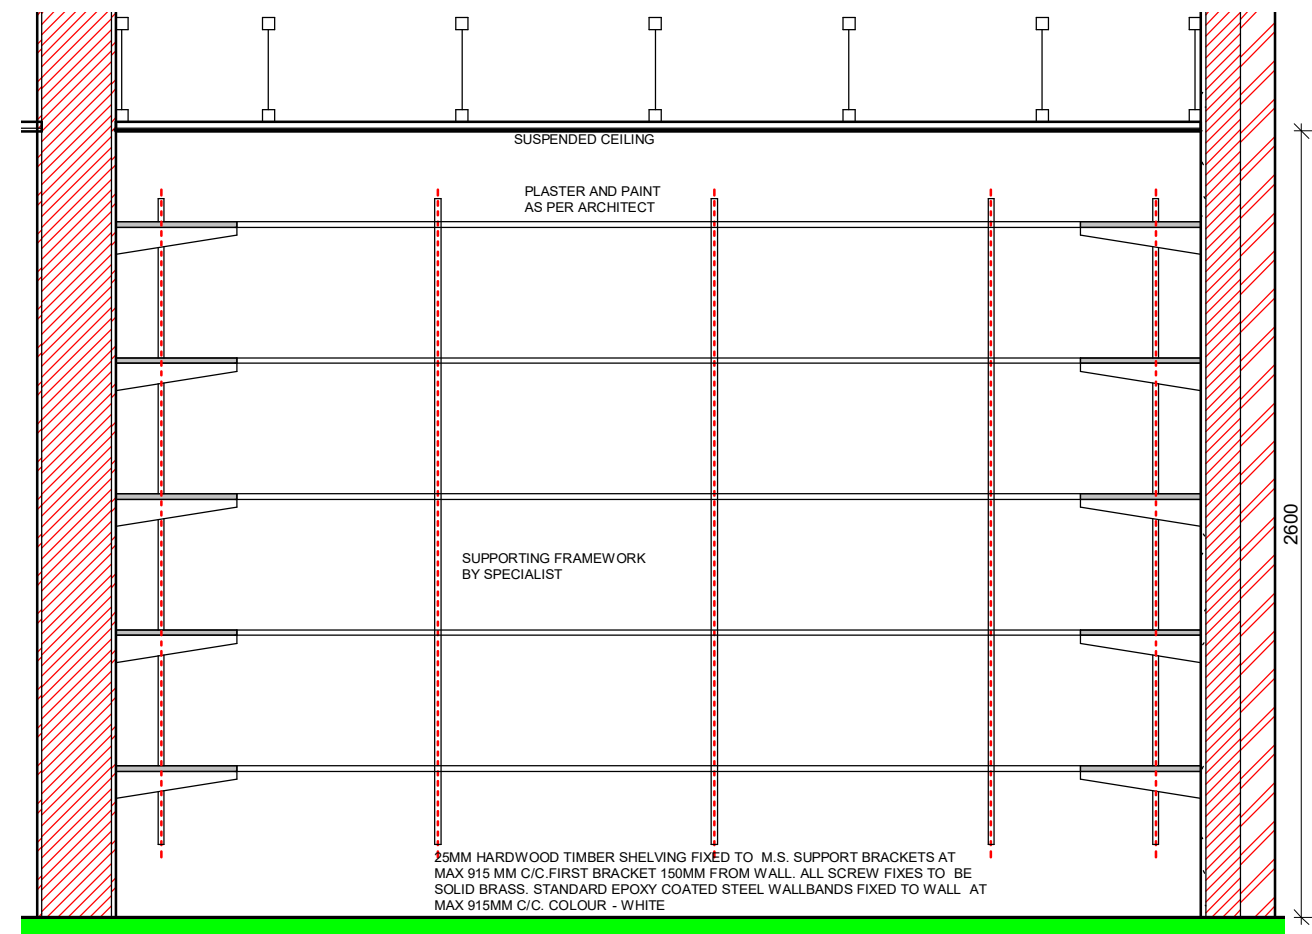 SUSPENDED CEILING
PLASTER AND PAINT
AS PER ARCHITECT
2600
SUPPORTING FRAMEWORK
BY SPECIALIST
25MM HARDWOOD TIMBER SHELVING FIXED TO M.S. SUPPORT BRACKETS AT
MAX 915 MM C/C.FIRST BRACKET 150MM FROM WALL. ALL SCREW FIXES TO BE
SOLID BRASS. STANDARD EPOXY COATED STEEL WALLBANDS FIXED TO WALL AT
MAX 915MM C/C. COLOUR - WHITE